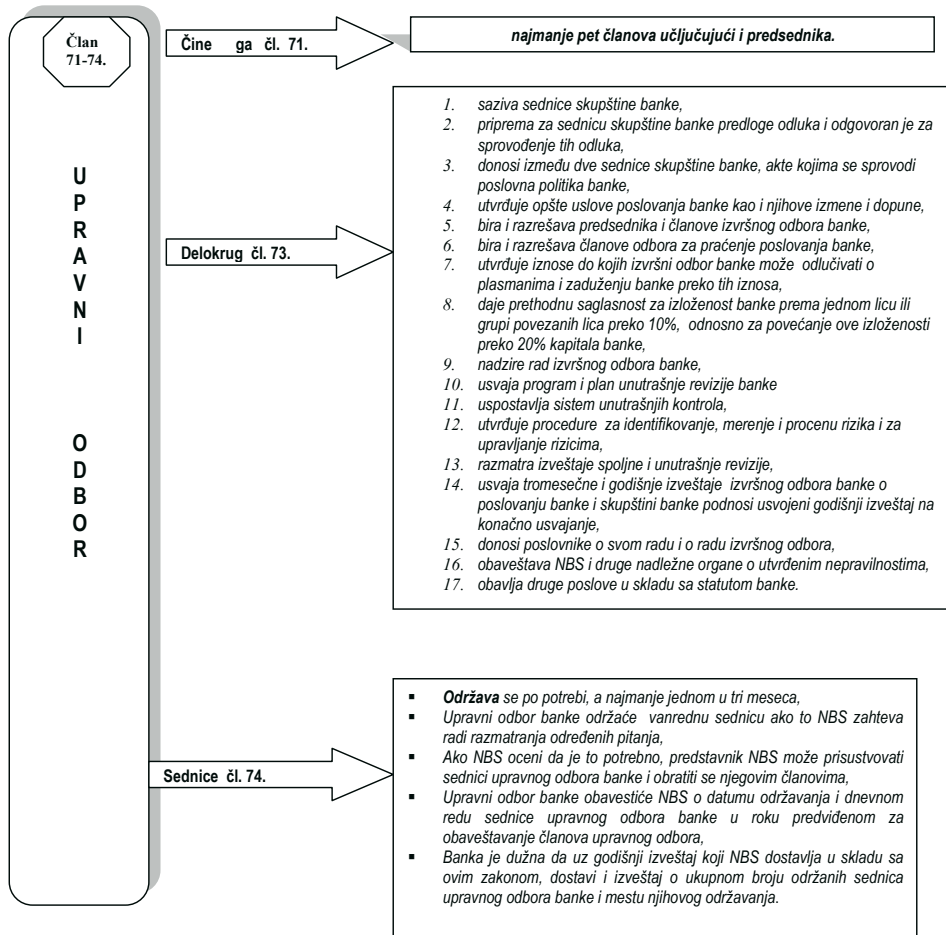 Član
71-74.
UPRAVNI
ODBOR
Čine ga čl. 71.
najmanje pet članova učljučujući i predsednika.
Delokrug čl. 73.
1. saziva sednice skupštine banke,
2. priprema za sednicu skupštine banke predloge odluka i odgovoran je za
sprovođenje tih odluka,
3. donosi između dve sednice skupštine banke, akte kojima se sprovodi
poslovna politika banke,
4. utvrđuje opšte uslove poslovanja banke kao i njihove izmene i dopune,
5. bira i razrešava predsednika i članove izvršnog odbora banke,
6. bira i razrešava članove odbora za praćenje poslovanja banke,
7. utvrđuje iznose do kojih izvršni odbor banke može odlučivati o
plasmanima i zaduženju banke preko tih iznosa,
8. daje prethodnu saglasnost za izloženost banke prema jednom licu ili
grupi povezanih lica preko 10%, odnosno za povećanje ove izloženosti
preko 20% kapitala banke,
9. nadzire rad izvršnog odbora banke,
10. usvaja program i plan unutrašnje revizije banke
11. uspostavlja sistem unutrašnjih kontrola,
12. utvrđuje procedure za identifikovanje, merenje i procenu rizika i za
upravljanje rizicima,
13. razmatra izveštaje spoljne i unutrašnje revizije,
14. usvaja tromesečne i godišnje izveštaje izvršnog odbora banke o
poslovanju banke i skupštini banke podnosi usvojeni godišnji izveštaj na
konačno usvajanje,
15. donosi poslovnike o svom radu i o radu izvršnog odbora,
16. obaveštava NBS i druge nadležne organe o utvrđenim nepravilnostima,
17. obavlja druge poslove u skladu sa statutom banke.
Sednice čl. 74.
▪ Održava se po potrebi, a najmanje jednom u tri meseca,
▪ Upravni odbor banke održaće vanrednu sednicu ako to NBS zahteva
radi razmatranja određenih pitanja,
▪ Ako NBS oceni da je to potrebno, predstavnik NBS može prisustvovati
sednici upravnog odbora banke i obratiti se njegovim članovima,
▪ Upravni odbor banke obavestiće NBS o datumu održavanja i dnevnom
redu sednice upravnog odbora banke u roku predviđenom za
obaveštavanje članova upravnog odbora,
▪ Banka je dužna da uz godišnji izveštaj koji NBS dostavlja u skladu sa
ovim zakonom, dostavi i izveštaj o ukupnom broju održanih sednica
upravnog odbora banke i mestu njihovog održavanja.